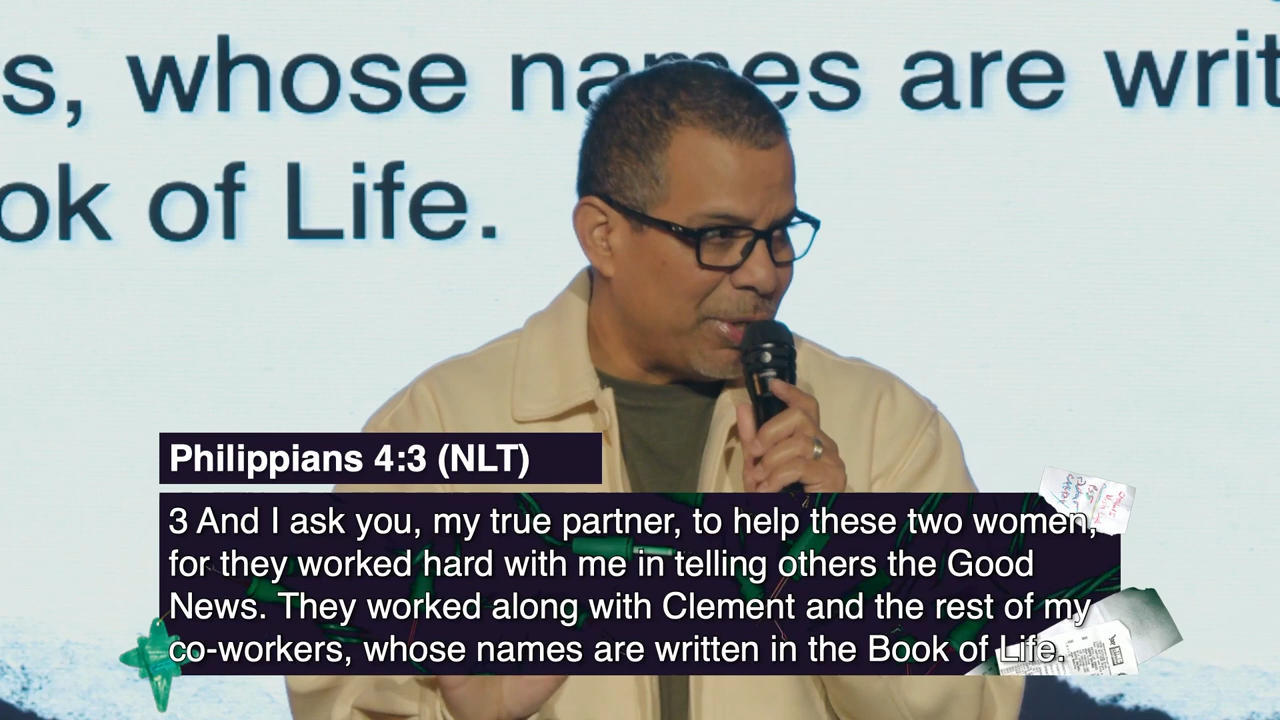 s, whose names are writ
ok of Life.
Philippians 4:3 (NLT)
3 And I ask you, my true partner, to help these two women,
for they worked hard with me in telling others the Good
News. They worked along with Clement and the rest of my
co-workers, whose names are written in the Book of Life.